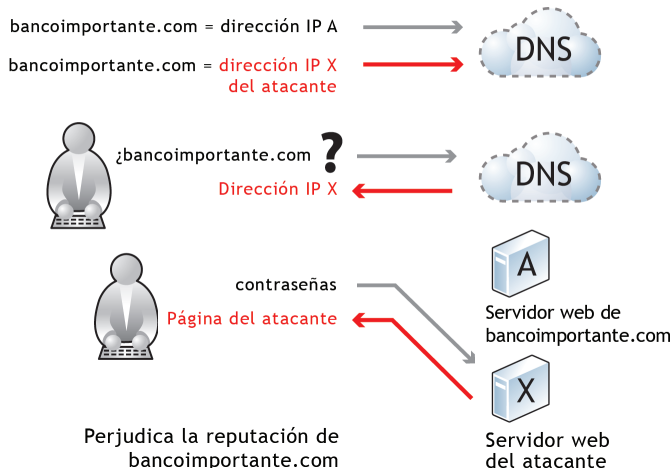 bancoimportante.com = dirección IP A
DNS
bancoimportante.com = dirección IP X
del atacante
¿bancoimportante.com ?
DNS
Dirección IP X
A
contraseñas
Servidor web de
bancoimportante.com
Página del atacante
X
Perjudica la reputación de
bancoimportante.com
Servidor web
del atacante